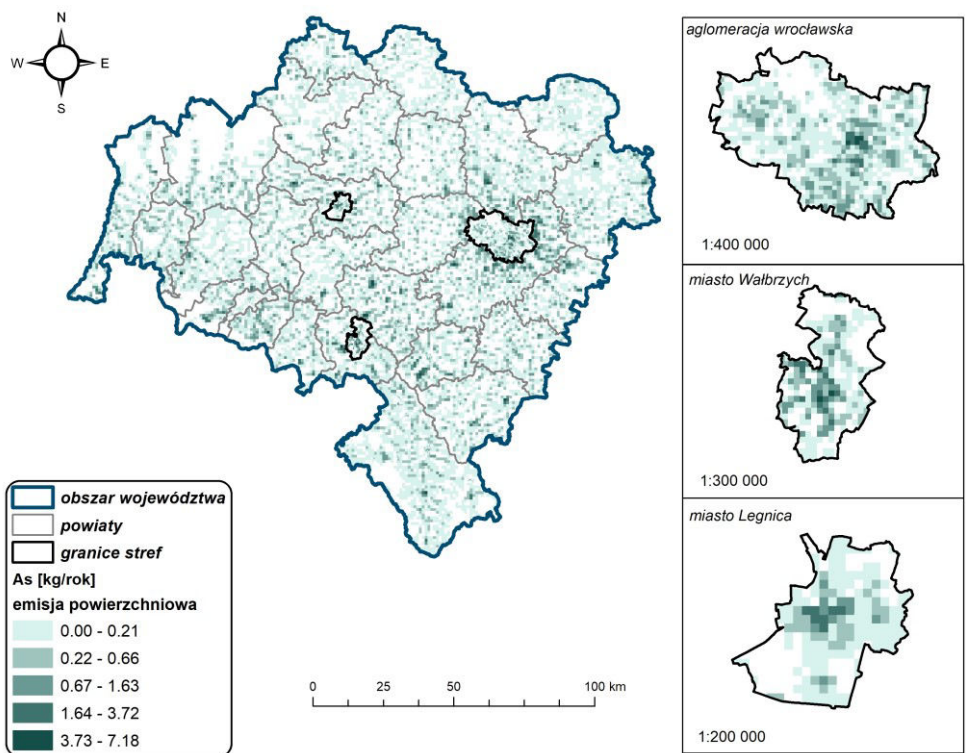 N
W E
S
obszar województwa
powiaty
granice stref
As [kg/rok]
emisja powierzchniowa
0.00 - 0.21
0.22 - 0.66
0.67 - 1.63
1.64 - 3.72
3.73 - 7.18
0 25 50 100 km
aglomeracja wrocławska
1:400 000
miasto Wałbrzych
1:300 000
miasto Legnica
1:200 000